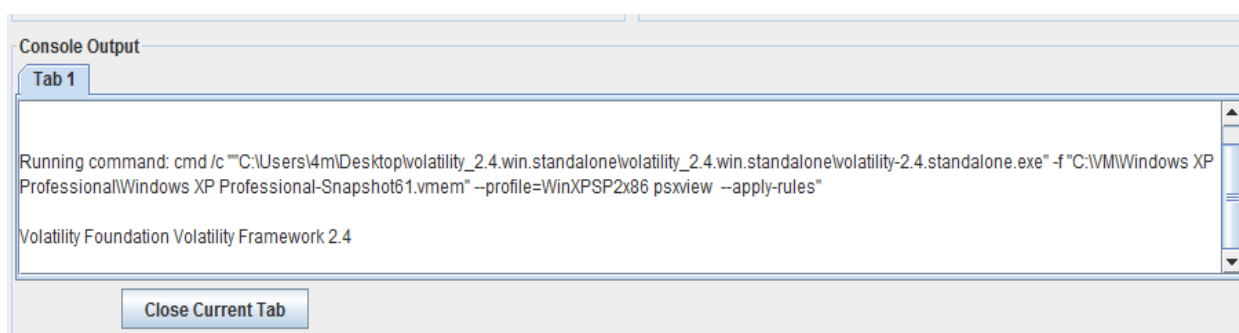 Console Output
Tab 1
Running command: cmd /c ""C:\Users\4m\Desktop\volatility_2.4.win.standalone\volatility_2.4.win.standalone\volatility-2.4.standalone.exe" -f "C:\VM\Windows XP
Professional\Windows XP Professional-Snapshot61.vmem" --profile=WinXPSP2x86 psxview  --apply-rules"
Volatility Foundation Volatility Framework 2.4
Close Current Tab